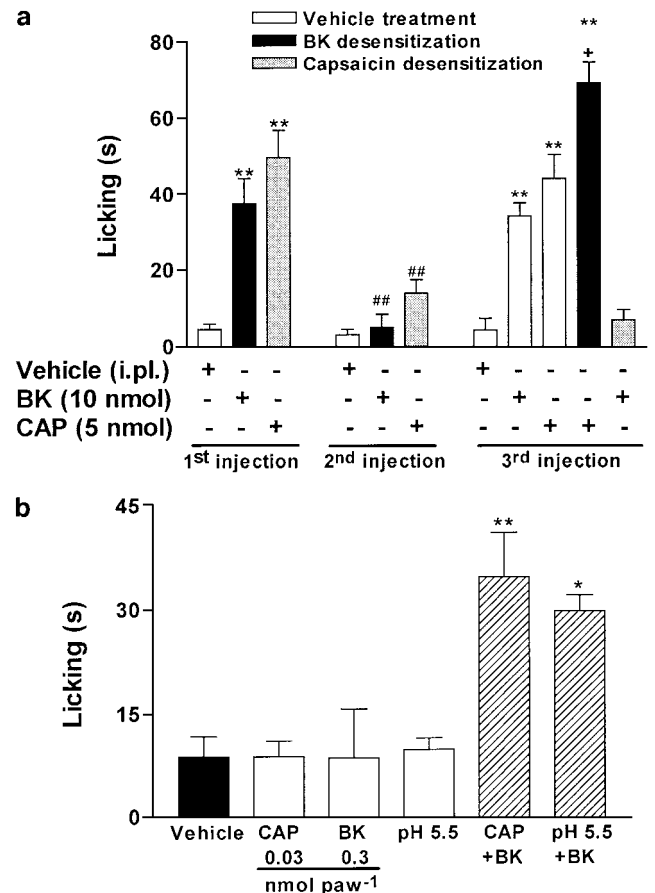 a
Vehicle treatment
BK desensitization
Capsaicin desensitization
Licking (s)
80
60
40
20
0
** ** ## ## ** ** ** +
Vehicle (i.pl.) + - - + - - + - - - -
BK (10 nmol) - + - - + - - + - - +
CAP (5 nmol) - - + - - + - - + + -
1st injection 2nd injection 3rd injection
b
Licking (s)
45
30
15
0
** *
Vehicle CAP BK pH 5.5 CAP pH 5.5
0.03 0.3 +BK +BK
nmol paw-1